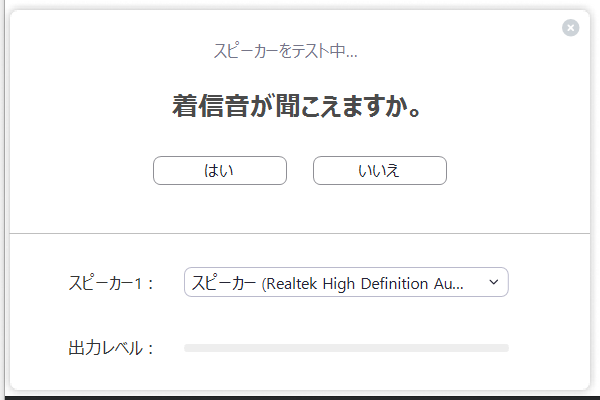 スピーカーをテスト中...
着信音が聞こえますか。
はい
いいえ
スピーカー1：
スピーカー (Realtek High Definition Au...
出力レベル：